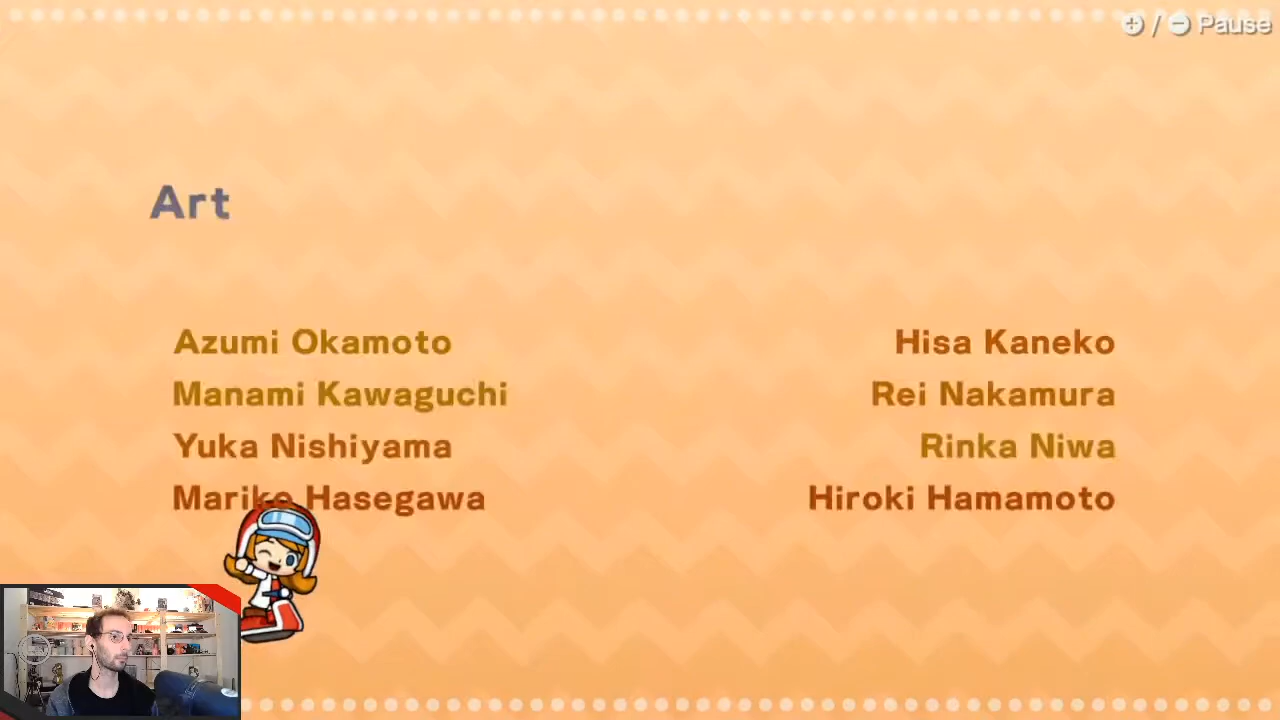 + / - Pause
Art
Azumi Okamoto
Hisa Kaneko
Manami Kawaguchi
Rei Nakamura
Yuka Nishiyama
Rinka Niwa
Mariko Hasegawa
Hiroki Hamamoto